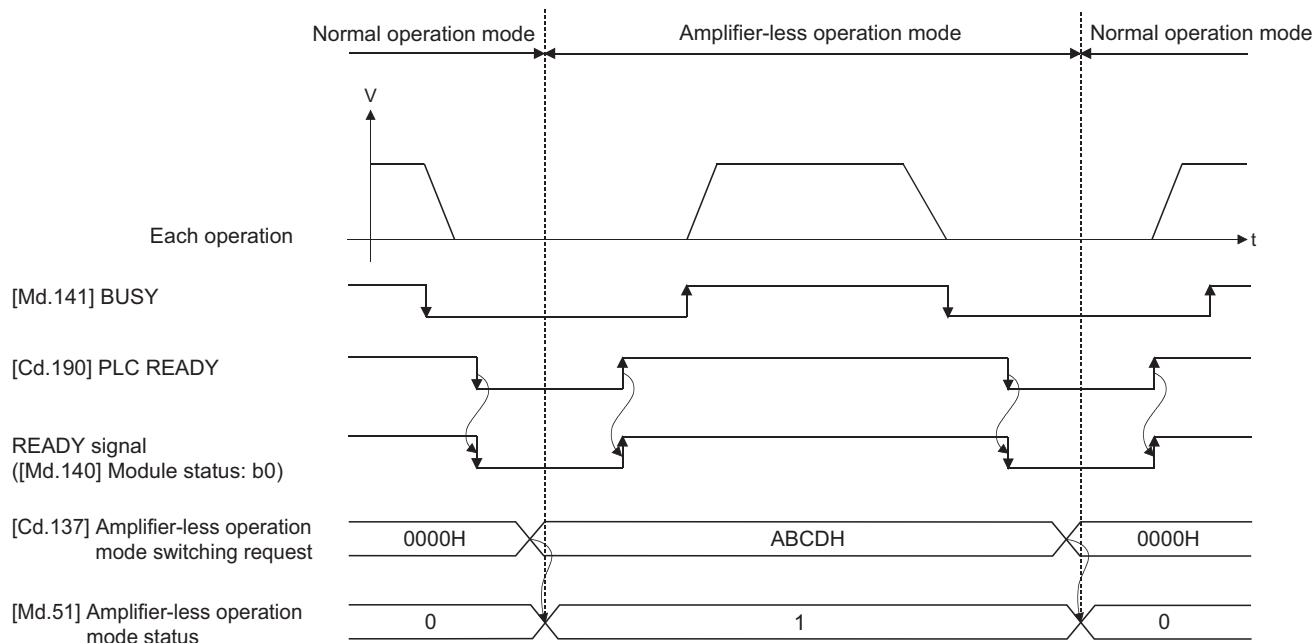 Normal operation mode
Amplifier-less operation mode
Normal operation mode
V
Each operation
t
[Md.141] BUSY
[Cd.190] PLC READY
READY signal
([Md.140] Module status: b0)
[Cd.137] Amplifier-less operation
mode switching request
0000H
ABCDH
0000H
[Md.51] Amplifier-less operation
mode status
0
1
0